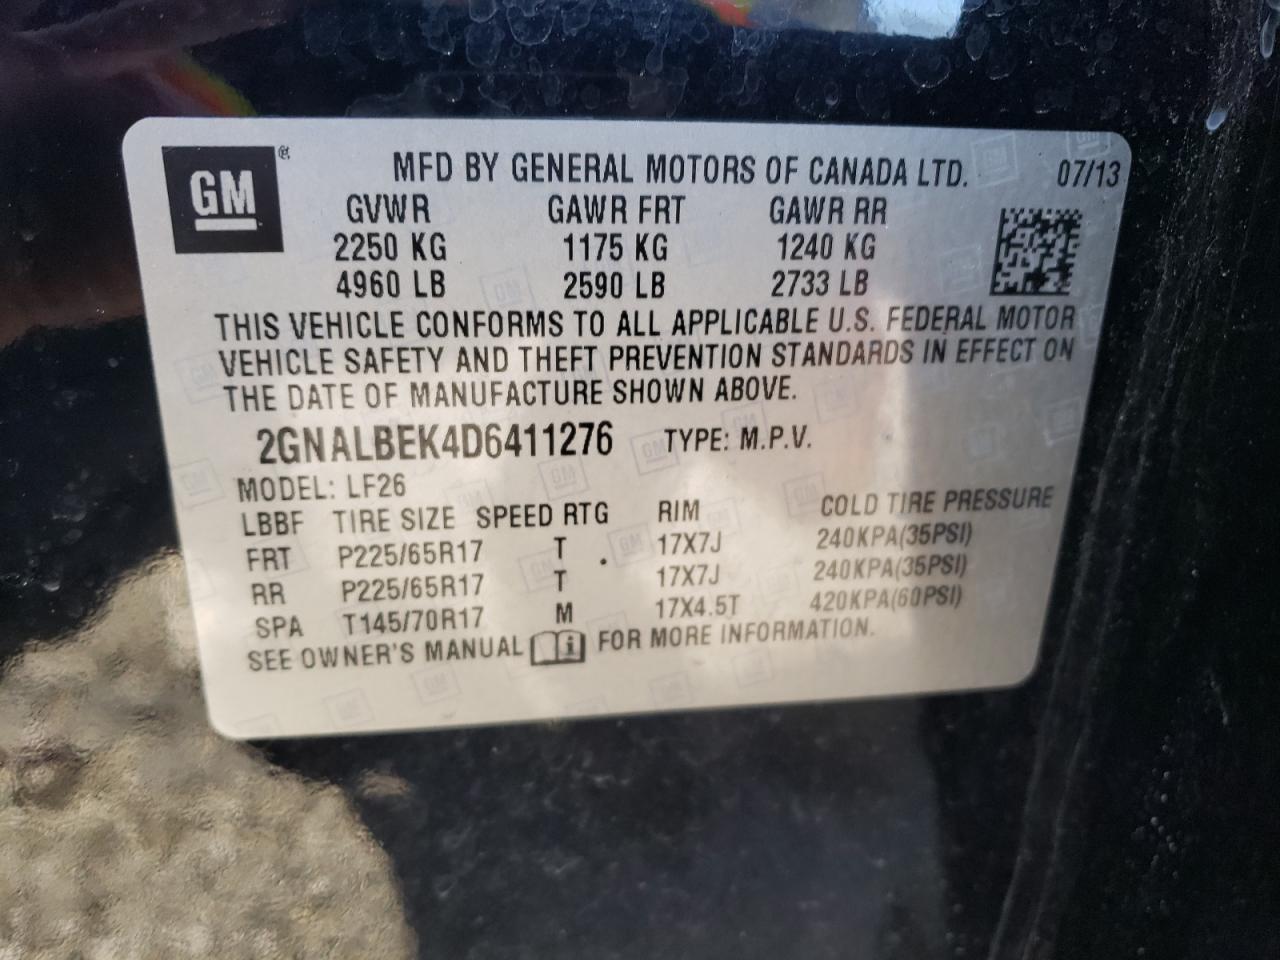 GM ®
MFD BY GENERAL MOTORS OF CANADA LTD. 07/13
GVWR GAWR FRT GAWR RR
2250 KG 1175 KG 1240 KG
4960 LB 2590 LB 2733 LB
THIS VEHICLE CONFORMS TO ALL APPLICABLE U.S. FEDERAL MOTOR
VEHICLE SAFETY AND THEFT PREVENTION STANDARDS IN EFFECT ON
THE DATE OF MANUFACTURE SHOWN ABOVE.
2GNALBEK4D6411276 TYPE: M.P.V.
MODEL: LF26
LBBF TIRE SIZE SPEED RTG RIM COLD TIRE PRESSURE
FRT P225/65R17 T 17X7J 240KPA(35PSI)
RR P225/65R17 T 17X7J 240KPA(35PSI)
SPA T145/70R17 M 17X4.5T 420KPA(60PSI)
SEE OWNER'S MANUAL i FOR MORE INFORMATION.